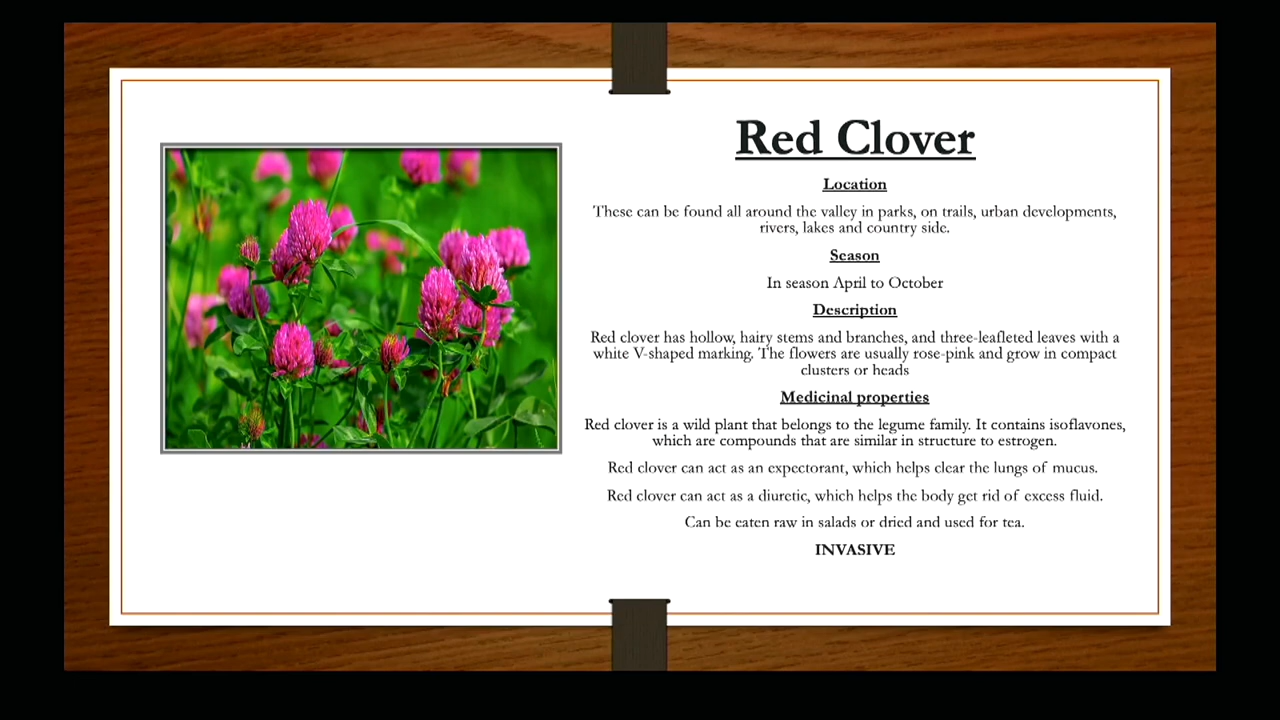 Red Clover
Location
These can be found all around the valley in parks, on trails, urban developments,
rivers, lakes and country side.
Season
In season April to October
Description
Red clover has hollow, hairy stems and branches, and three-leafleted leaves with a
white V-shaped marking. The flowers are usually rose-pink and grow in compact
clusters or heads
Medicinal properties
Red clover is a wild plant that belongs to the legume family. It contains isoflavones,
which are compounds that are similar in structure to estrogen.
Red clover can act as an expectorant, which helps clear the lungs of mucus.
Red clover can act as a diuretic, which helps the body get rid of excess fluid.
Can be eaten raw in salads or dried and used for tea.
INVASIVE